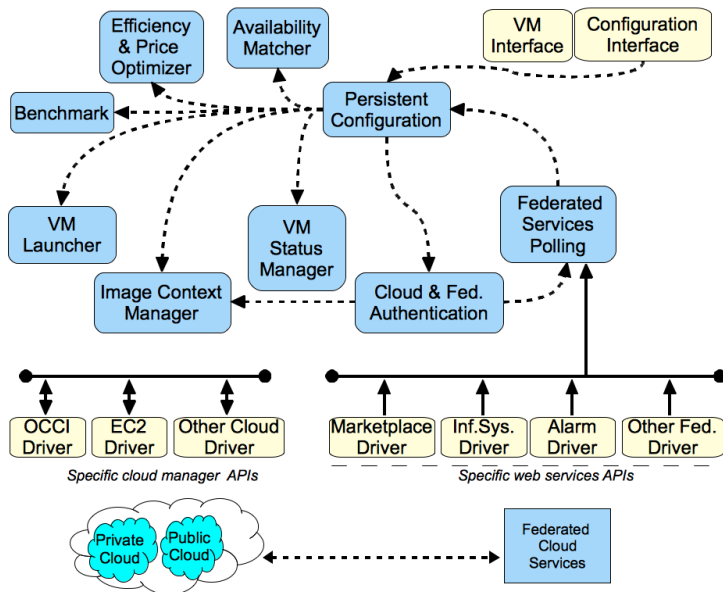 Efficiency
& Price
Optimizer
Availability
Matcher
VM
Interface
Configuration
Interface
Benchmark
Persistent
Configuration
VM
Launcher
VM
Status
Manager
Federated
Services
Polling
Image Context
Manager
Cloud & Fed.
Authentication
OCCI
Driver
EC2
Driver
Other Cloud
Driver
Marketplace
Driver
Inf.Sys.
Driver
Alarm
Driver
Other Fed.
Driver
Specific cloud manager APIs
Specific web services APIs
Private
Cloud
Public
Cloud
Federated
Cloud
Services